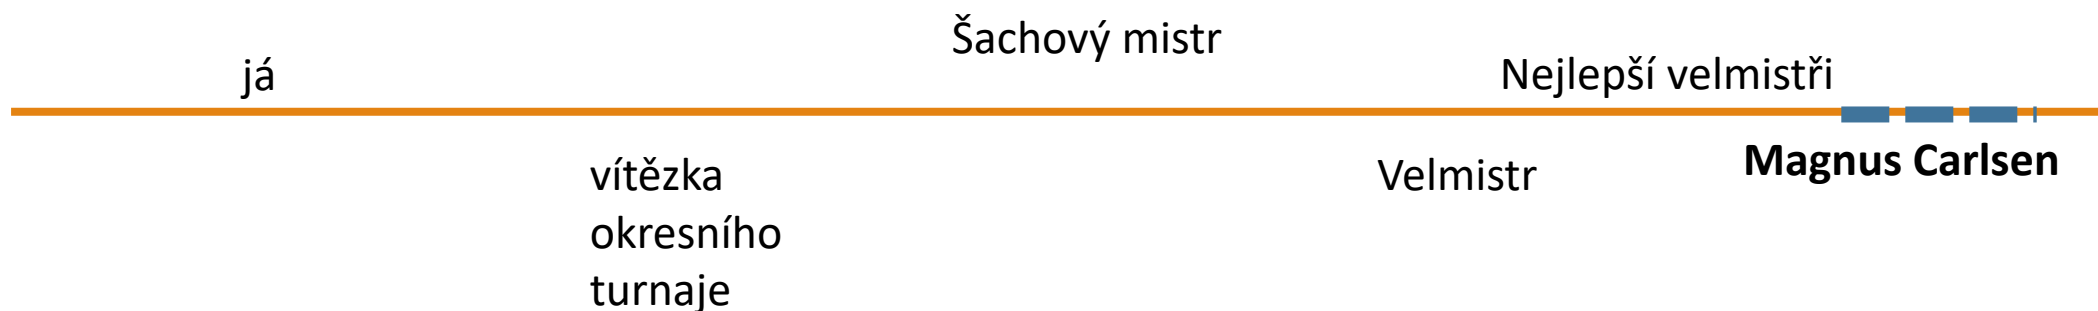 Šachový mistr
já
Nejlepší velmistři
Magnus Carlsen
vítězka
okresního
turnaje
Velmistr